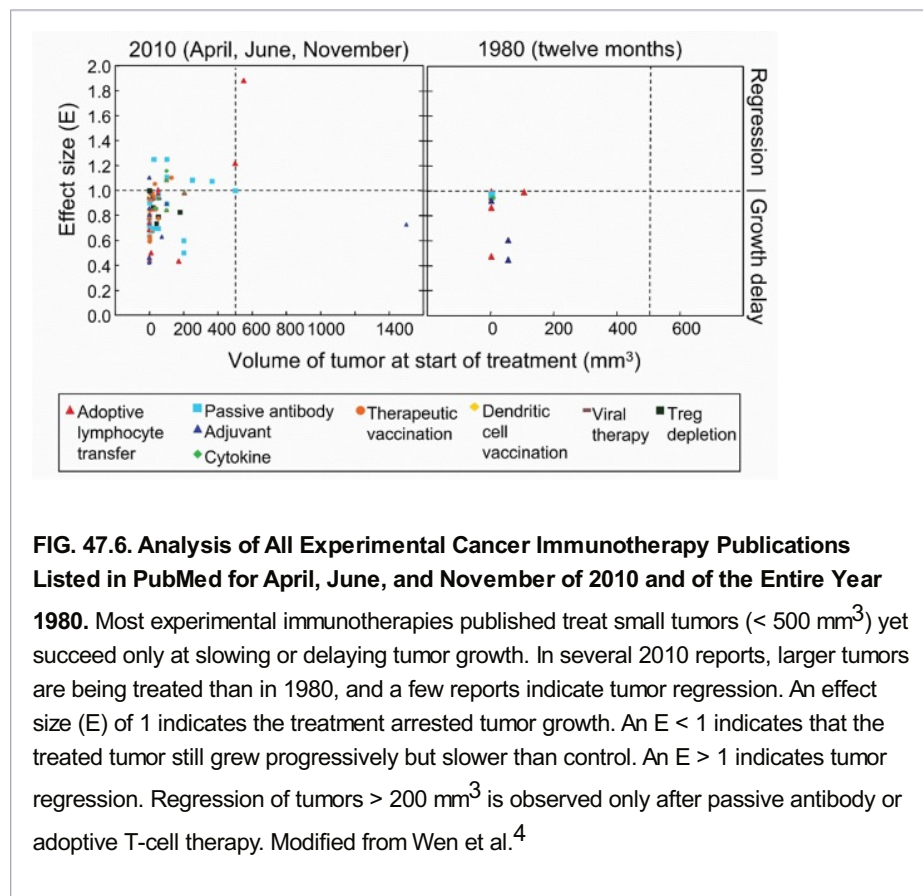 2010 (April, June, November)
1980 (twelve months)
2.0
1.8
1.6
1.4
1.2
1.0
0.8
0.6
0.4
0.2
0.0
Effect size (E)
Regression | Growth delay
0 200 400 600 800 1000 1400
0 200 400 600
Volume of tumor at start of treatment (mm³)
Adoptive lymphocyte transfer
Passive antibody
Adjuvant
Cytokine
Therapeutic vaccination
Dendritic cell vaccination
Viral therapy
Treg depletion
FIG. 47.6. Analysis of All Experimental Cancer Immunotherapy Publications
Listed in PubMed for April, June, and November of 2010 and of the Entire Year
1980. Most experimental immunotherapies published treat small tumors (< 500 mm³) yet
succeed only at slowing or delaying tumor growth. In several 2010 reports, larger tumors
are being treated than in 1980, and a few reports indicate tumor regression. An effect
size (E) of 1 indicates the treatment arrested tumor growth. An E < 1 indicates that the
treated tumor still grew progressively but slower than control. An E > 1 indicates tumor
regression. Regression of tumors > 200 mm³ is observed only after passive antibody or
adoptive T-cell therapy. Modified from Wen et al.⁴